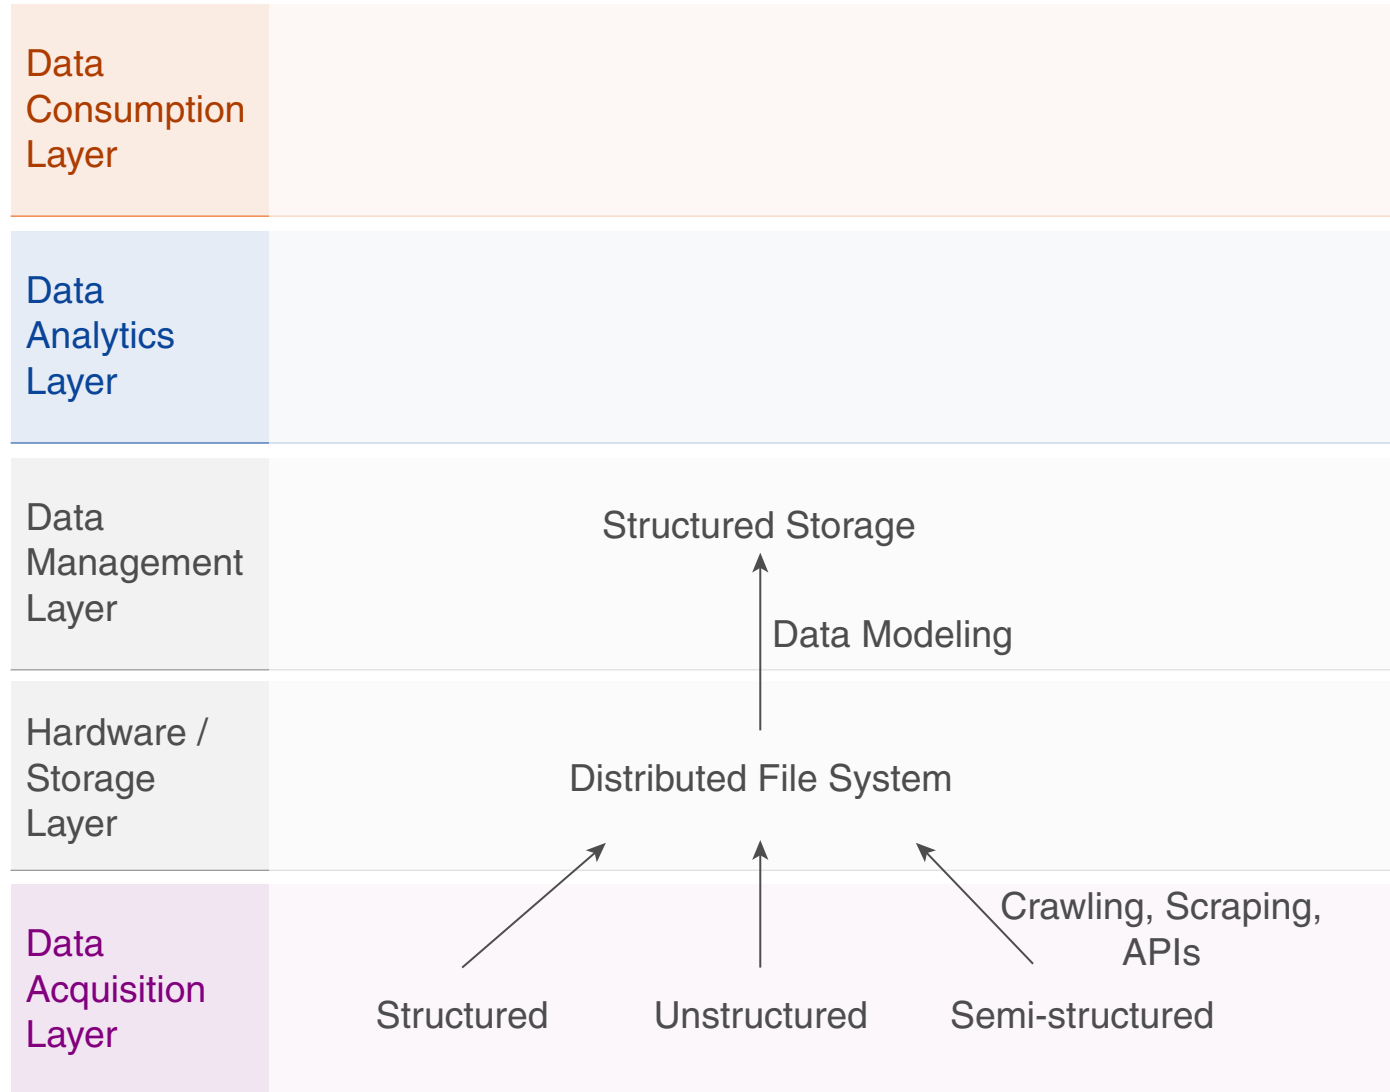 Data
Consumption
Layer
Data
Analytics
Layer
Data
Management
Layer
Structured Storage
Data Modeling
Hardware /
Storage
Layer
Distributed File System
Data
Acquisition
Layer
Crawling, Scraping,
APIs
Structured
Unstructured
Semi-structured